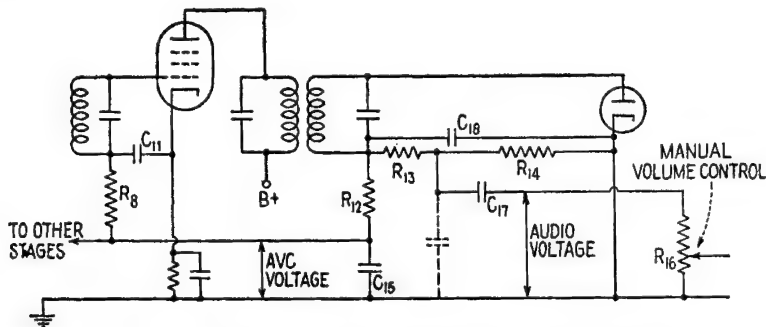 C11
R8
B+
C18
R13
R14
R12
C17
MANUAL
VOLUME CONTROL
TO OTHER
STAGES
AVC
VOLTAGE
AUDIO
VOLTAGE
R16
C15